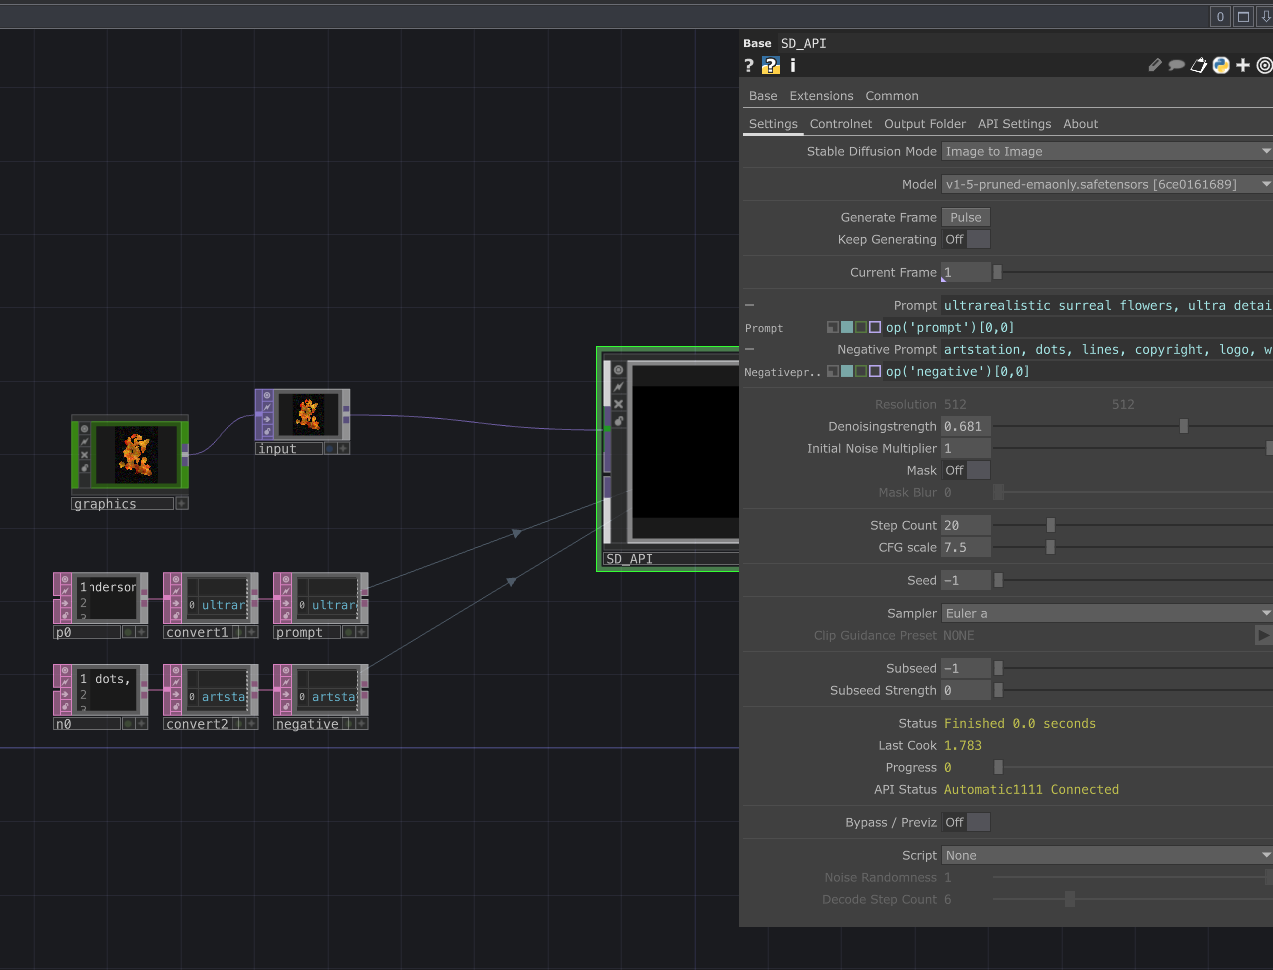 0
Base SD_API
? ? i
Base Extensions Common
Settings Controlnet Output Folder API Settings About
Stable Diffusion Mode Image to Image
Model v1-5-pruned-emaonly.safetensors [6ce0161689]
Generate Frame Pulse
Keep Generating Off
Current Frame 1
Prompt ultrarealistic surreal flowers, ultra detai
Prompt op('prompt')[0,0]
Negative Prompt artstation, dots, lines, copyright, logo, w
Negativepr.. op('negative')[0,0]
Resolution 512 512
Denoisingstrength 0.681
Initial Noise Multiplier 1
Mask Off
Mask Blur 0
Step Count 20
CFG scale 7.5
Seed -1
Sampler Euler a
Clip Guidance Preset NONE
Subseed -1
Subseed Strength 0
Status Finished 0.0 seconds
Last Cook 1.783
Progress 0
API Status Automatic1111 Connected
Bypass / Previz Off
Script None
Noise Randomness 1
Decode Step Count 6
graphics
input
SD_API
1 nderson
2
p0
0 ultrar
convert1
0 ultrar
prompt
1 dots,
2
n0
0 artsta
convert2
0 artsta
negative